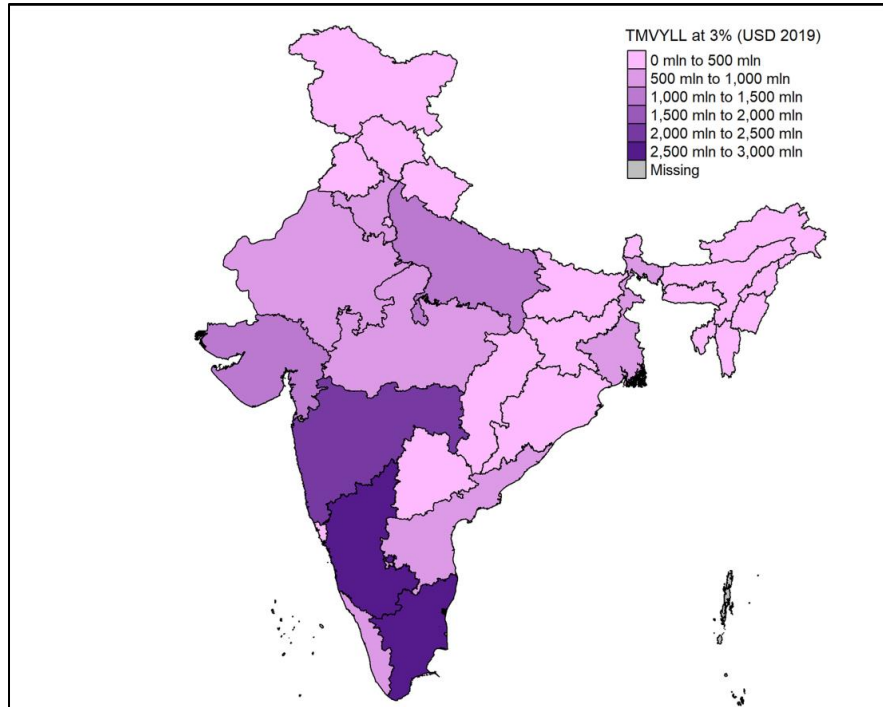 TMVYLL at 3% (USD 2019)
0 mln to 500 mln
500 mln to 1,000 mln
1,000 mln to 1,500 mln
1,500 mln to 2,000 mln
2,000 mln to 2,500 mln
2,500 mln to 3,000 mln
Missing